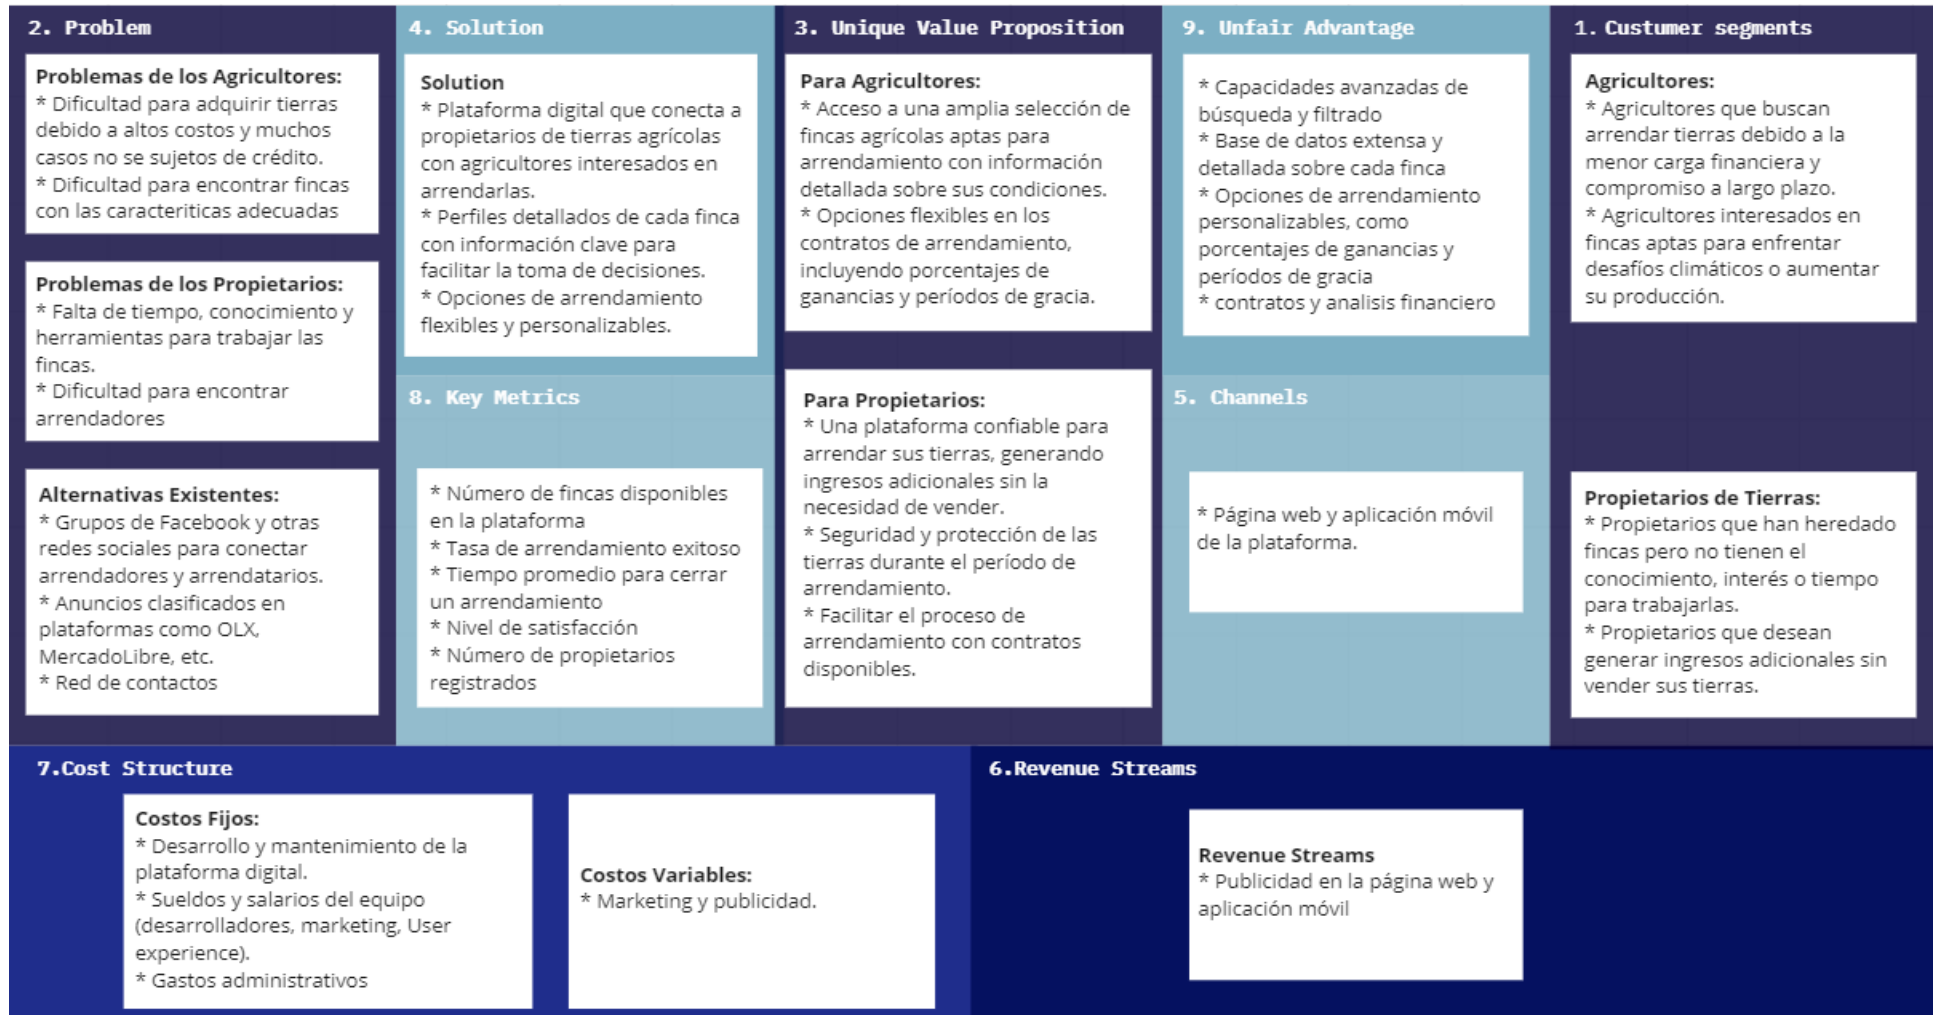 2. Problem
Problemas de los Agricultores:
* Dificultad para adquirir tierras
debido a altos costos y muchos
casos no se sujetos de crédito.
* Dificultad para encontrar fincas
con las caracteriticas adecuadas
Problemas de los Propietarios:
* Falta de tiempo, conocimiento y
herramientas para trabajar las
fincas.
* Dificultad para encontrar
arrendadores
Alternativas Existentes:
* Grupos de Facebook y otras
redes sociales para conectar
arrendadores y arrendatarios.
* Anuncios clasificados en
plataformas como OLX,
MercadoLibre, etc.
* Red de contactos
4. Solution
Solution
* Plataforma digital que conecta a
propietarios de tierras agrícolas
con agricultores interesados en
arrendarlas.
* Perfiles detallados de cada finca
con información clave para
facilitar la toma de decisiones.
* Opciones de arrendamiento
flexibles y personalizables.
8. Key Metrics
* Número de fincas disponibles
en la plataforma
* Tasa de arrendamiento exitoso
* Tiempo promedio para cerrar
un arrendamiento
* Nivel de satisfacción
* Número de propietarios
registrados
3. Unique Value Proposition
Para Agricultores:
* Acceso a una amplia selección de
fincas agrícolas aptas para
arrendamiento con información
detallada sobre sus condiciones.
* Opciones flexibles en los
contratos de arrendamiento,
incluyendo porcentajes de
ganancias y períodos de gracia.
Para Propietarios:
* Una plataforma confiable para
arrendar sus tierras, generando
ingresos adicionales sin la
necesidad de vender.
* Seguridad y protección de las
tierras durante el período de
arrendamiento.
* Facilitar el proceso de
arrendamiento con contratos
disponibles.
9. Unfair Advantage
* Capacidades avanzadas de
búsqueda y filtrado
* Base de datos extensa y
detallada sobre cada finca
* Opciones de arrendamiento
personalizables, como
porcentajes de ganancias y
períodos de gracia
* contratos y analisis financiero
5. Channels
* Página web y aplicación móvil
de la plataforma.
1. Custumer segments
Agricultores:
* Agricultores que buscan
arrendar tierras debido a la
menor carga financiera y
compromiso a largo plazo.
* Agricultores interesados en
fincas aptas para enfrentar
desafíos climáticos o aumentar
su producción.
Propietarios de Tierras:
* Propietarios que han heredado
fincas pero no tienen el
conocimiento, interés o tiempo
para trabajarlas.
* Propietarios que desean
generar ingresos adicionales sin
vender sus tierras.
7.Cost Structure
Costos Fijos:
* Desarrollo y mantenimiento de la
plataforma digital.
* Sueldos y salarios del equipo
(desarrolladores, marketing, User
experience).
* Gastos administrativos
Costos Variables:
* Marketing y publicidad.
6.Revenue Streams
Revenue Streams
* Publicidad en la página web y
aplicación móvil